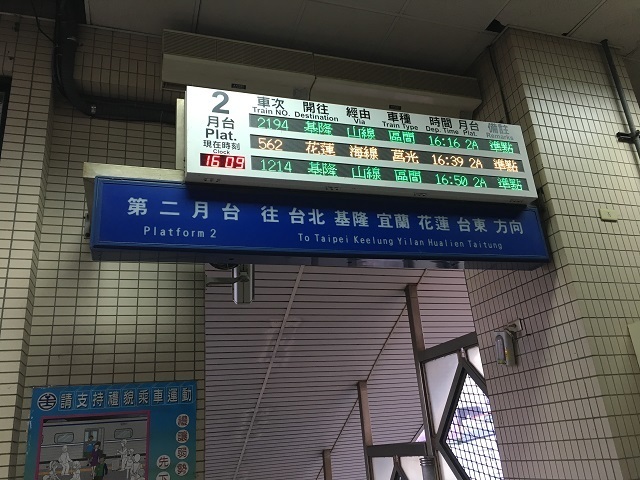 2
月台
Plat.
現在時刻
Clock
16:09
車次 開往 經由 車種 時間 月台 備註
Train NO. Destination Via Train Type Dep. Time Plat. Remarks
2194 基隆 山線 區間 16:16 2A 準點
562 花蓮 海線 莒光 16:39 2A 準點
1214 基隆 山線 區間 16:50 2A 準點
第二月台 往 台北 基隆 宜蘭 花蓮 台東 方向
Platform 2 To Taipei Keelung Yilan Hualien Taitung
請支持禮貌乘車運動